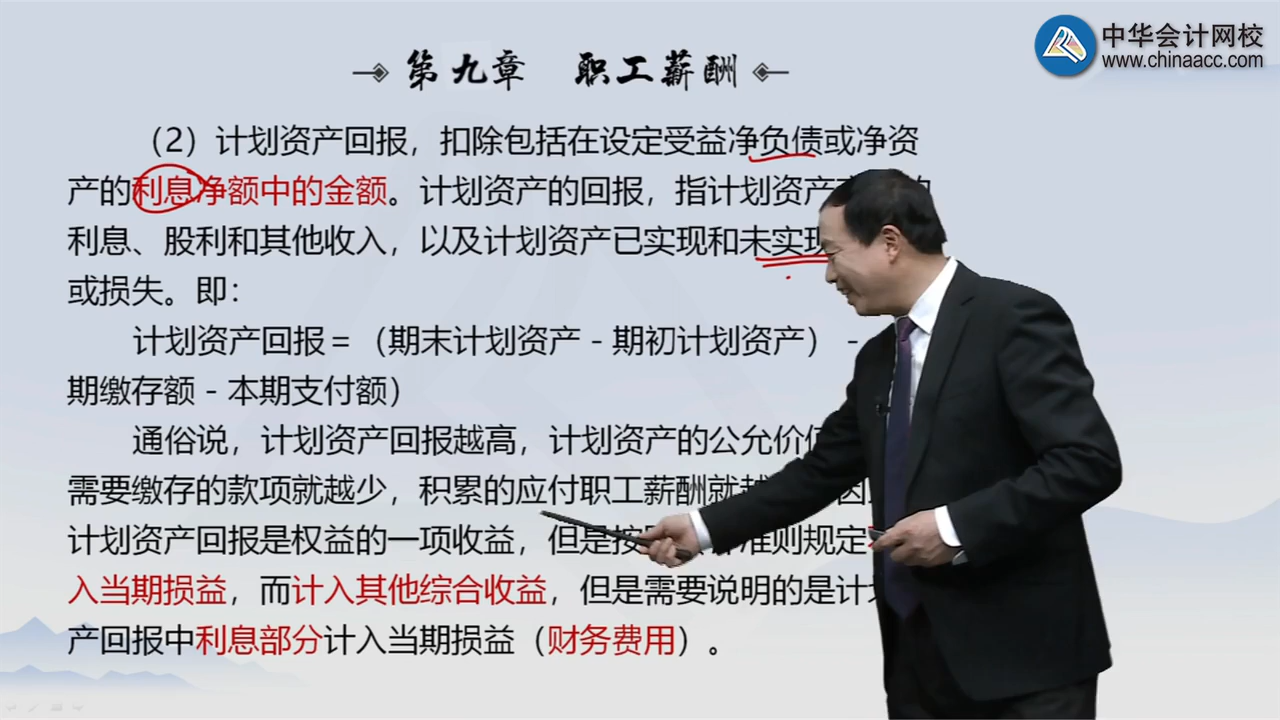 中华会计网校
www.chinaacc.com
第九章 职工薪酬
（2）计划资产回报，扣除包括在设定受益净负债或净资
产的利息净额中的金额。计划资产的回报，指计划资产
利息、股利和其他收入，以及计划资产已实现和未实现
或损失。即：
计划资产回报＝（期末计划资产－期初计划资产）－
期缴存额－本期支付额）
通俗说，计划资产回报越高，计划资产的公允价
需要缴存的款项就越少，积累的应付职工薪酬就越
计划资产回报是权益的一项收益，但是按 准则规定
入当期损益，而计入其他综合收益，但是需要说明的是计
产回报中利息部分计入当期损益（财务费用）。